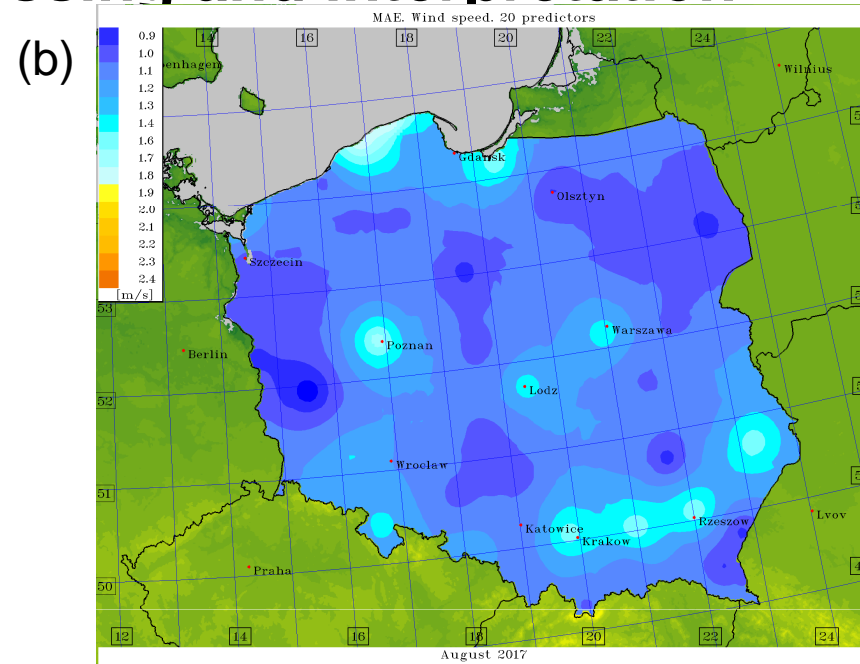 MAE. Wind speed. 20 predictors
(b)
14 16 18 20 22 24
0.9
1.0
1.1
1.2
1.3
1.4
1.6
1.7
1.8
1.9
2.0
2.1
2.2
2.3
2.4
[m/s]
enhagen
Wilnius
Gdansk
Olsztyn
Szczecin
53
Warszawa
Poznan
Berlin
52
Lodz
Wrocław
51
Rzeszow
Lvov
Katowice
Krakow
Praha
50
12 14 16 18 20 22 24
August 2017